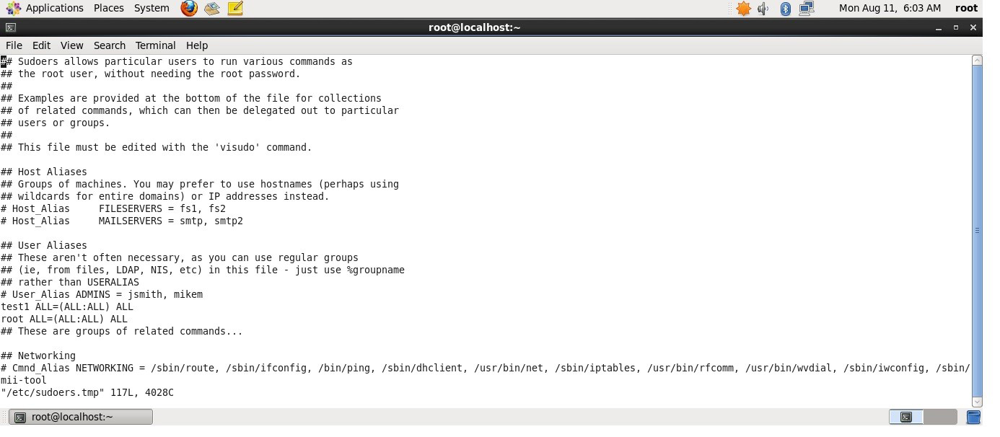 Applications Places System Mon Aug 11, 6:03 AM root
root@localhost:~
File Edit View Search Terminal Help
## Sudoers allows particular users to run various commands as
## the root user, without needing the root password.
##
## Examples are provided at the bottom of the file for collections
## of related commands, which can then be delegated out to particular
## users or groups.
##
## This file must be edited with the 'visudo' command.
## Host Aliases
## Groups of machines. You may prefer to use hostnames (perhaps using
## wildcards for entire domains) or IP addresses instead.
# Host_Alias     FILESERVERS = fs1, fs2
# Host_Alias     MAILSERVERS = smtp, smtp2
## User Aliases
## These aren't often necessary, as you can use regular groups
## (ie, from files, LDAP, NIS, etc) in this file - just use %groupname
## rather than USERALIAS
# User_Alias ADMINS = jsmith, mikem
test1 ALL=(ALL:ALL) ALL
root ALL=(ALL:ALL) ALL
## These are groups of related commands...
## Networking
# Cmnd_Alias NETWORKING = /sbin/route, /sbin/ifconfig, /bin/ping, /sbin/dhclient, /usr/bin/net, /sbin/iptables, /usr/bin/rfcomm, /usr/bin/wvdial, /sbin/iwconfig, /sbin/
mii-tool
"/etc/sudoers.tmp" 117L, 4028C
root@localhost:~